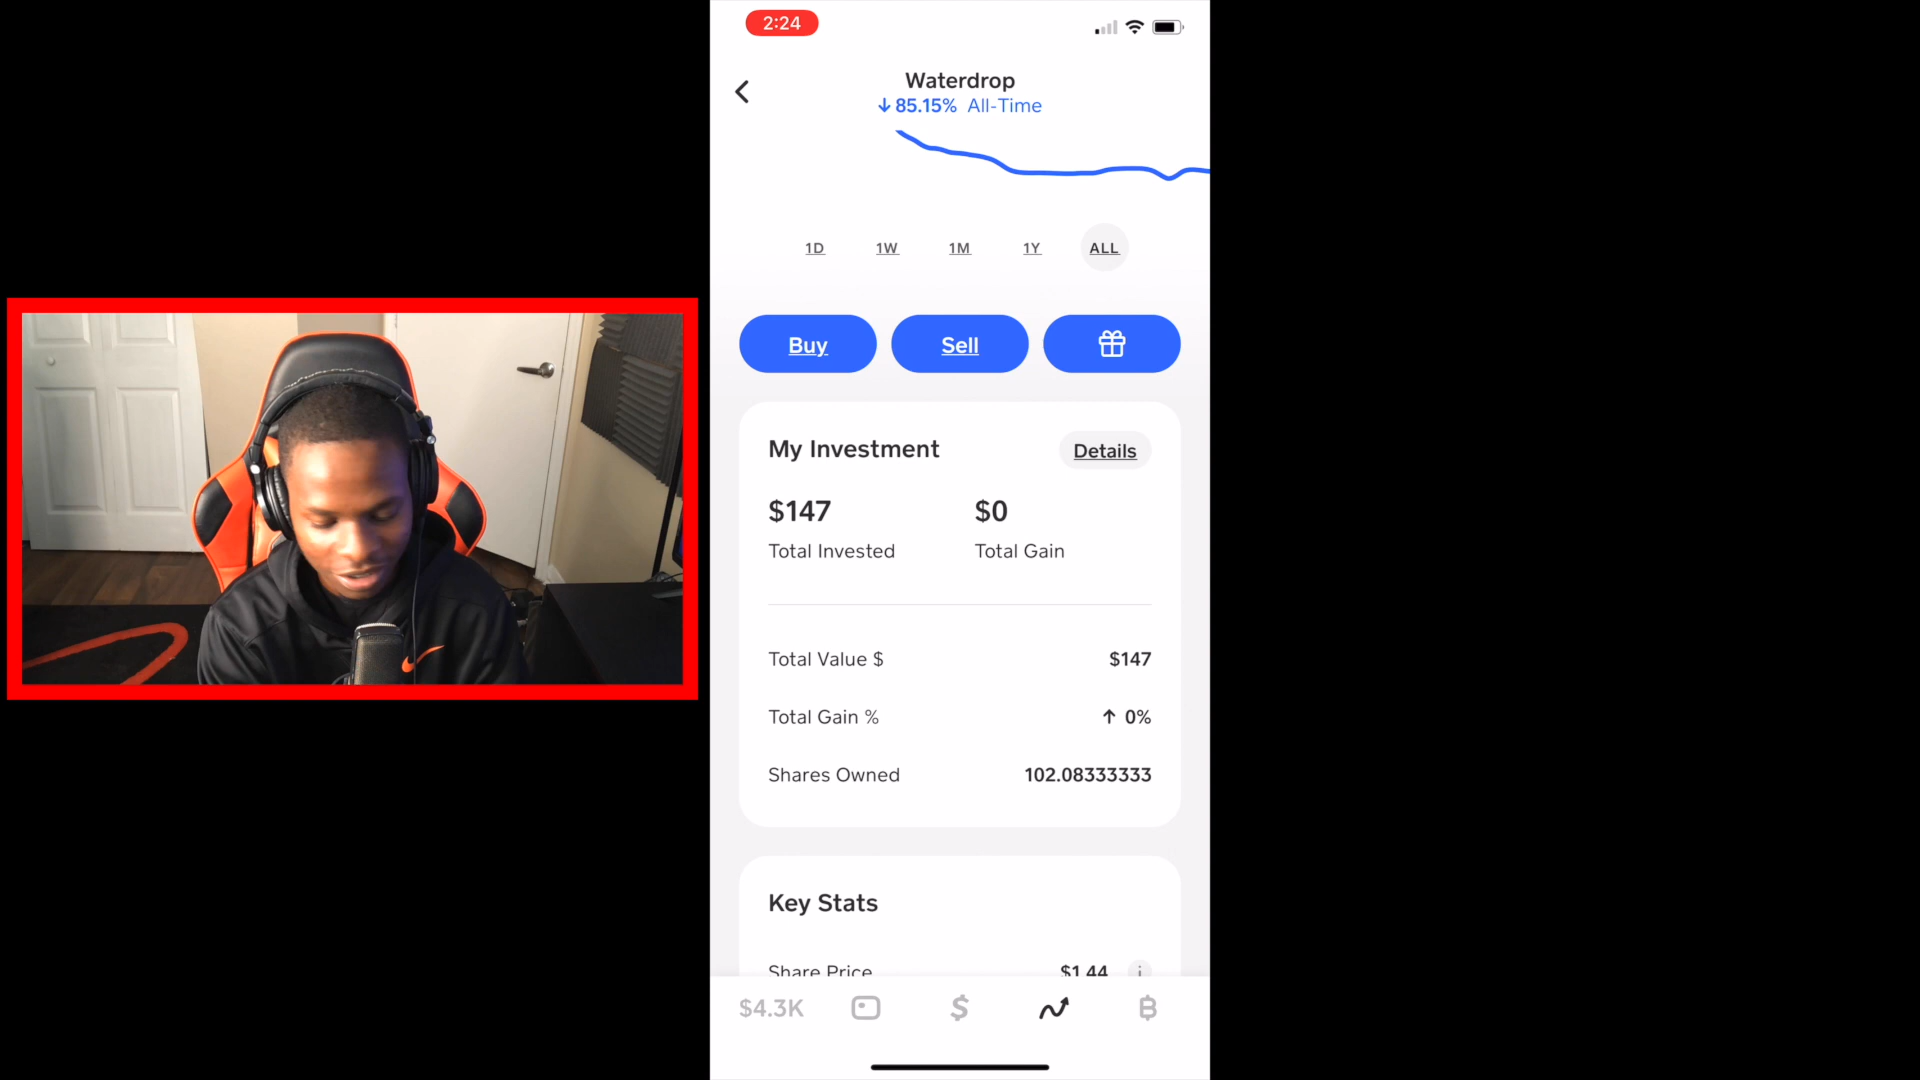 2:24
Waterdrop
↓ 85.15% All-Time
1D 1W 1M 1Y ALL
Buy Sell
My Investment Details
$147 $0
Total Invested Total Gain
Total Value $ $147
Total Gain % ↑ 0%
Shares Owned 102.08333333
Key Stats
Share Price $1.44 i
$4.3K $